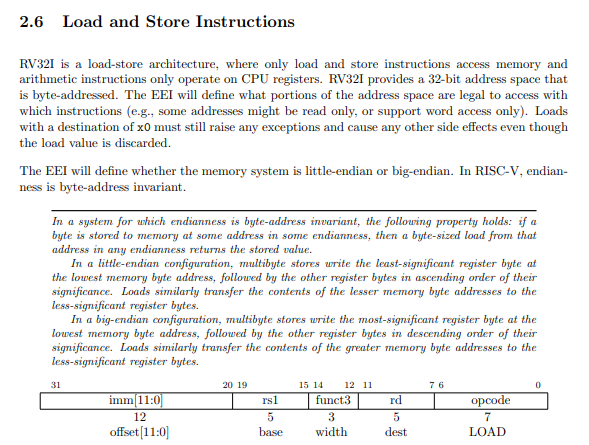 2.6 Load and Store Instructions
RV32I is a load-store architecture, where only load and store instructions access memory and
arithmetic instructions only operate on CPU registers. RV32I provides a 32-bit address space that
is byte-addressed. The EEI will define what portions of the address space are legal to access with
which instructions (e.g., some addresses might be read only, or support word access only). Loads
with a destination of x0 must still raise any exceptions and cause any other side effects even though
the load value is discarded.
The EEI will define whether the memory system is little-endian or big-endian. In RISC-V, endian-
ness is byte-address invariant.
In a system for which endianness is byte-address invariant, the following property holds: if a
byte is stored to memory at some address in some endianness, then a byte-sized load from that
address in any endianness returns the stored value.
In a little-endian configuration, multibyte stores write the least-significant register byte at
the lowest memory byte address, followed by the other register bytes in ascending order of their
significance. Loads similarly transfer the contents of the lesser memory byte addresses to the
less-significant register bytes.
In a big-endian configuration, multibyte stores write the most-significant register byte at the
lowest memory byte address, followed by the other register bytes in descending order of their
significance. Loads similarly transfer the contents of the greater memory byte addresses to the
less-significant register bytes.
31 20 19 15 14 12 11 7 6 0
imm[11:0] rs1 funct3 rd opcode
12 5 3 5 7
offset[11:0] base width dest LOAD